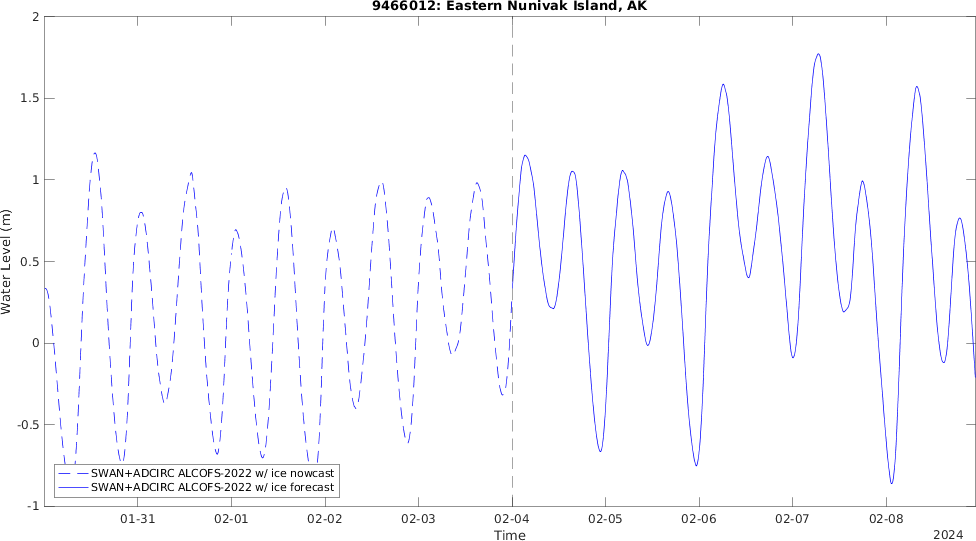 9466012: Eastern Nunivak Island, AK
2
1.5
1
0.5
0
-0.5
-1
Water Level (m)
SWAN+ADCIRC ALCOFS-2022 w/ ice nowcast
SWAN+ADCIRC ALCOFS-2022 w/ ice forecast
01-31 02-01 02-02 02-03 02-04 02-05 02-06 02-07 02-08
Time
2024